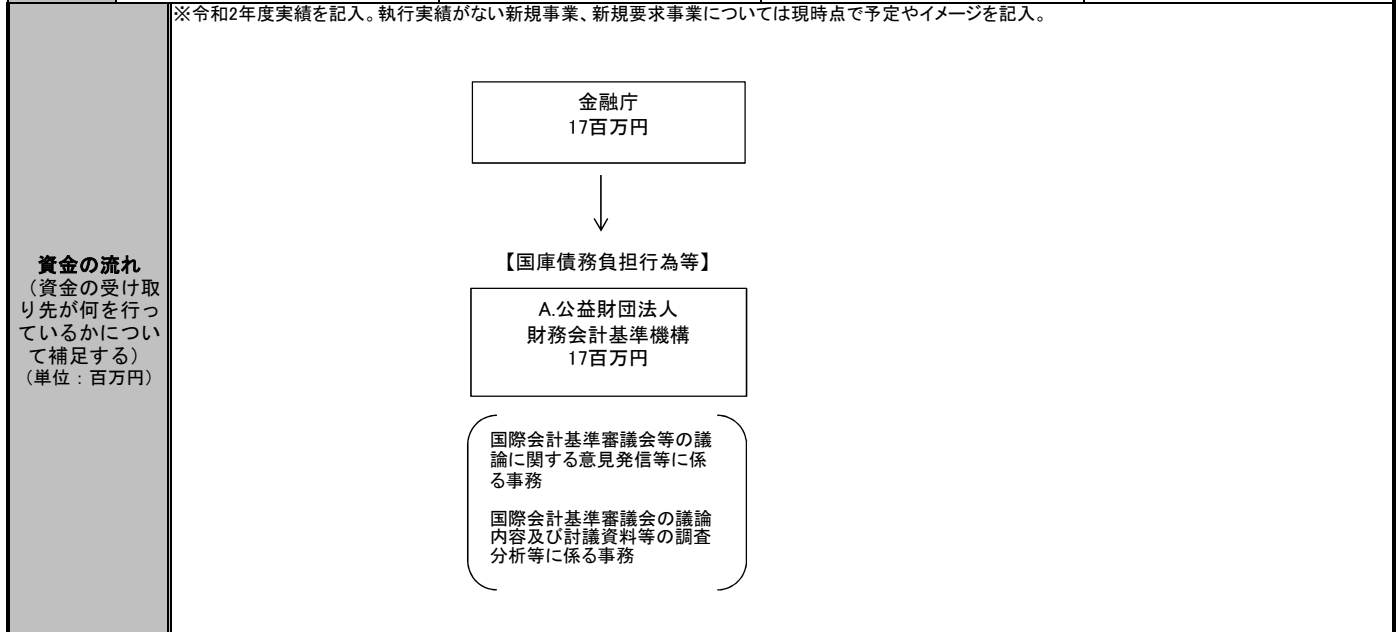 ※令和2年度実績を記入。執行実績がない新規事業、新規要求事業については現時点で予定やイメージを記入。
資金の流れ
（資金の受け取
り先が何を行っ
ているかについ
て補足する）
（単位：百万円）
金融庁
17百万円
【国庫債務負担行為等】
A.公益財団法人
財務会計基準機構
17百万円
国際会計基準審議会等の議
論に関する意見発信等に係
る事務
国際会計基準審議会の議論
内容及び討議資料等の調査
分析等に係る事務